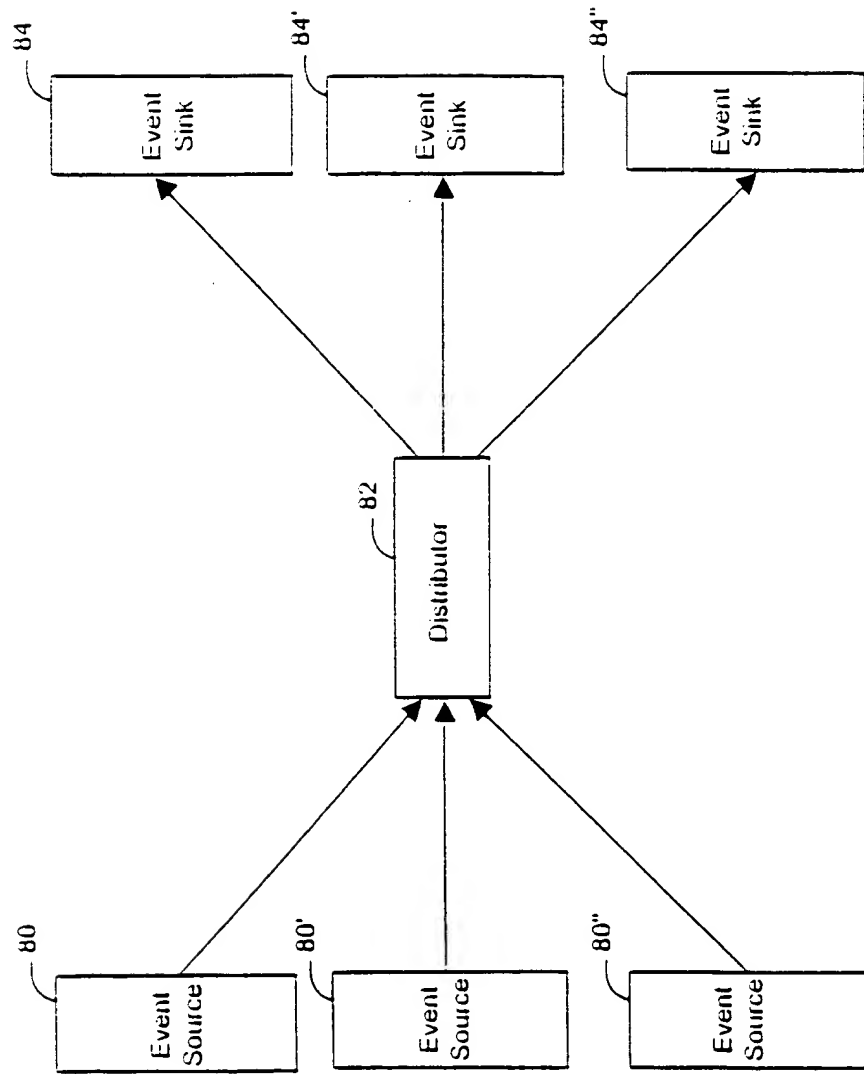 84
Event
Sink
84'
Event
Sink
84"
Event
Sink
82
Distributor
80
Event
Source
80'
Event
Source
80"
Event
Source